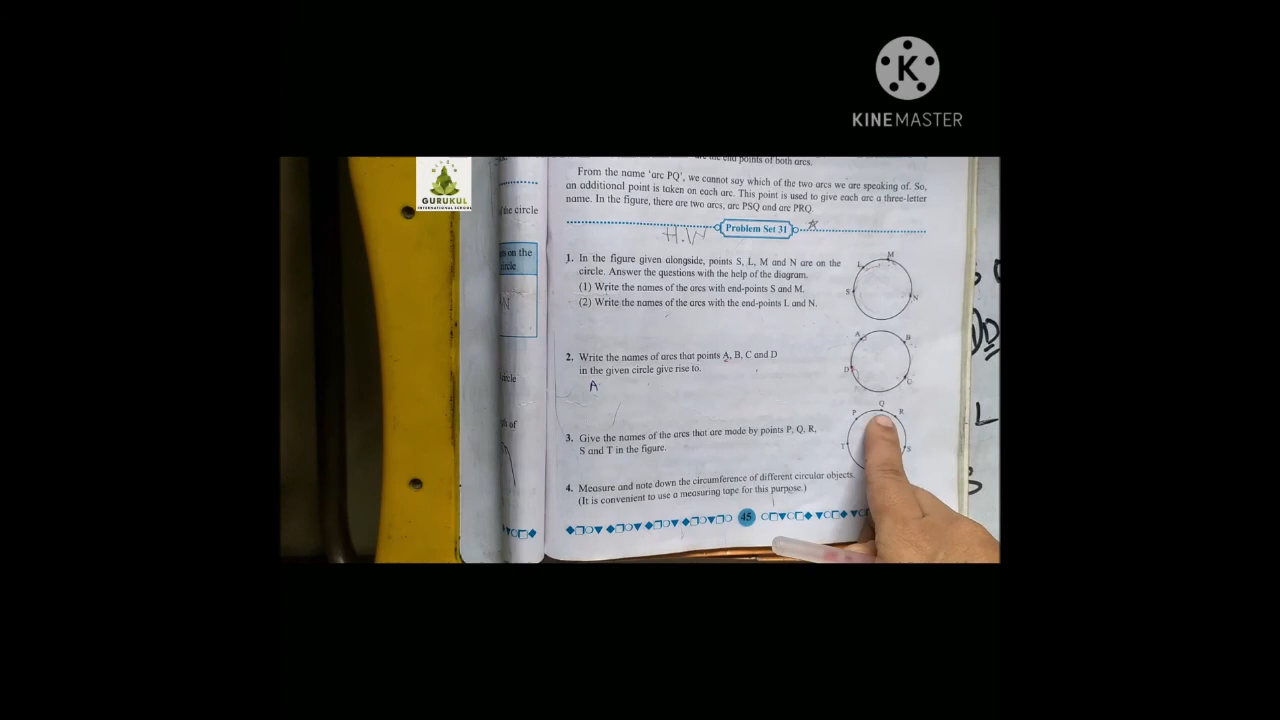 KINEMASTER
GURUKUL
INTERNATIONAL SCHOOL
the end points of both arcs.
From the name ‘arc PQ’, we cannot say which of the two arcs we are speaking of. So,
an additional point is taken on each arc. This point is used to give each arc a three-letter
name. In the figure, there are two arcs, arc PSQ and arc PRQ.
H.W
Problem Set 31
1. In the figure given alongside, points S, L, M and N are on the
circle. Answer the questions with the help of the diagram.
(1) Write the names of the arcs with end-points S and M.
(2) Write the names of the arcs with the end-points L and N.
M
L
S
N
2. Write the names of arcs that points A, B, C and D
in the given circle give rise to.
A
A
B
D
C
3. Give the names of the arcs that are made by points P, Q, R,
S and T in the figure.
Q
P
R
T
S
4. Measure and note down the circumference of different circular objects.
(It is convenient to use a measuring tape for this purpose.)
45
of the circle
on the
circle
N
circle
of